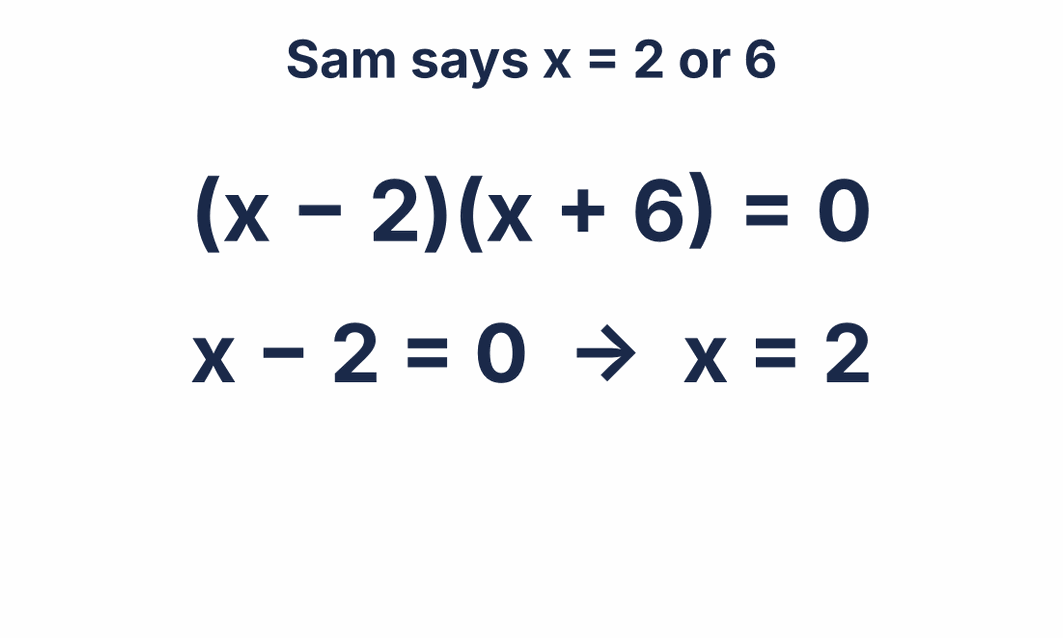 Sam says x = 2 or 6
(x − 2)(x + 6) = 0
x − 2 = 0 → x = 2